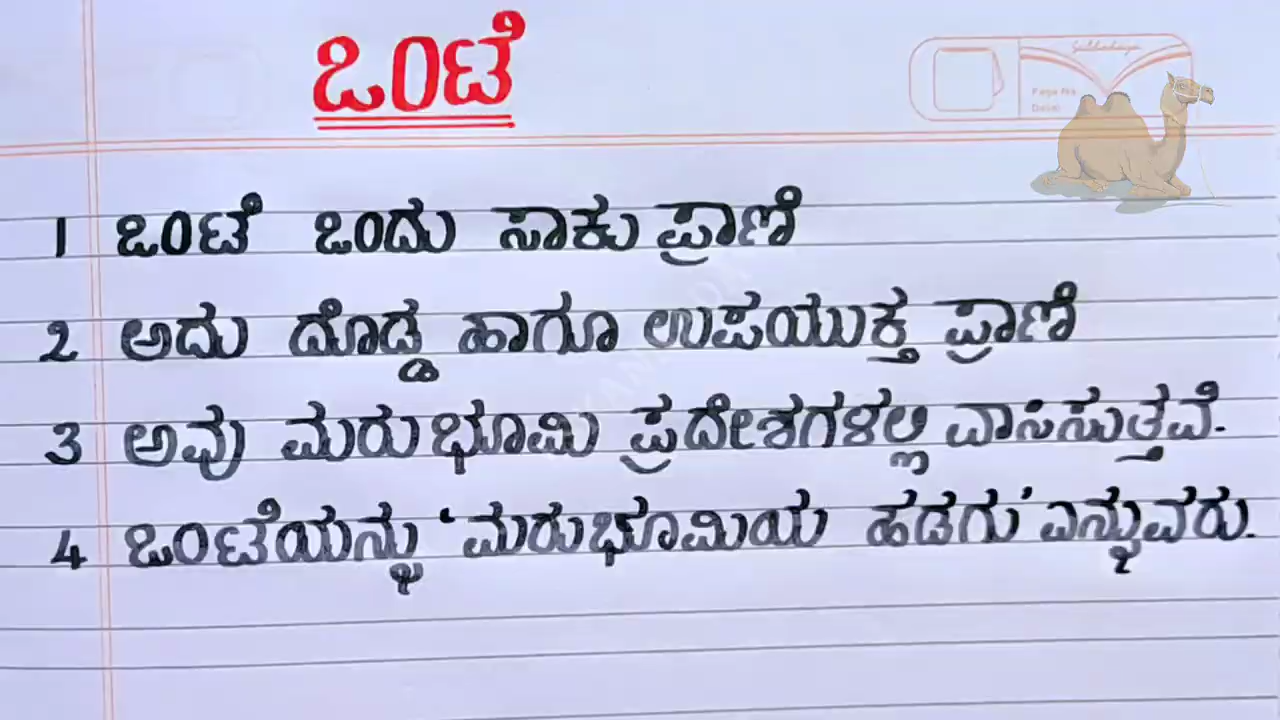 ಒಂಟೆ
1 ಒಂಟೆ ಒಂದು ಸಾಕು ಪ್ರಾಣಿ
2 ಅದು ದೊಡ್ಡ ಹಾಗೂ ಉಪಯುಕ್ತ ಪ್ರಾಣಿ
3 ಅವು ಮರುಭೂಮಿ ಪ್ರದೇಶಗಳಲ್ಲಿ ವಾಸಿಸುತ್ತವೆ.
4 ಒಂಟೆಯನ್ನು ‘ಮರುಭೂಮಿಯ ಹಡಗು’ ಎನ್ನುವರು.